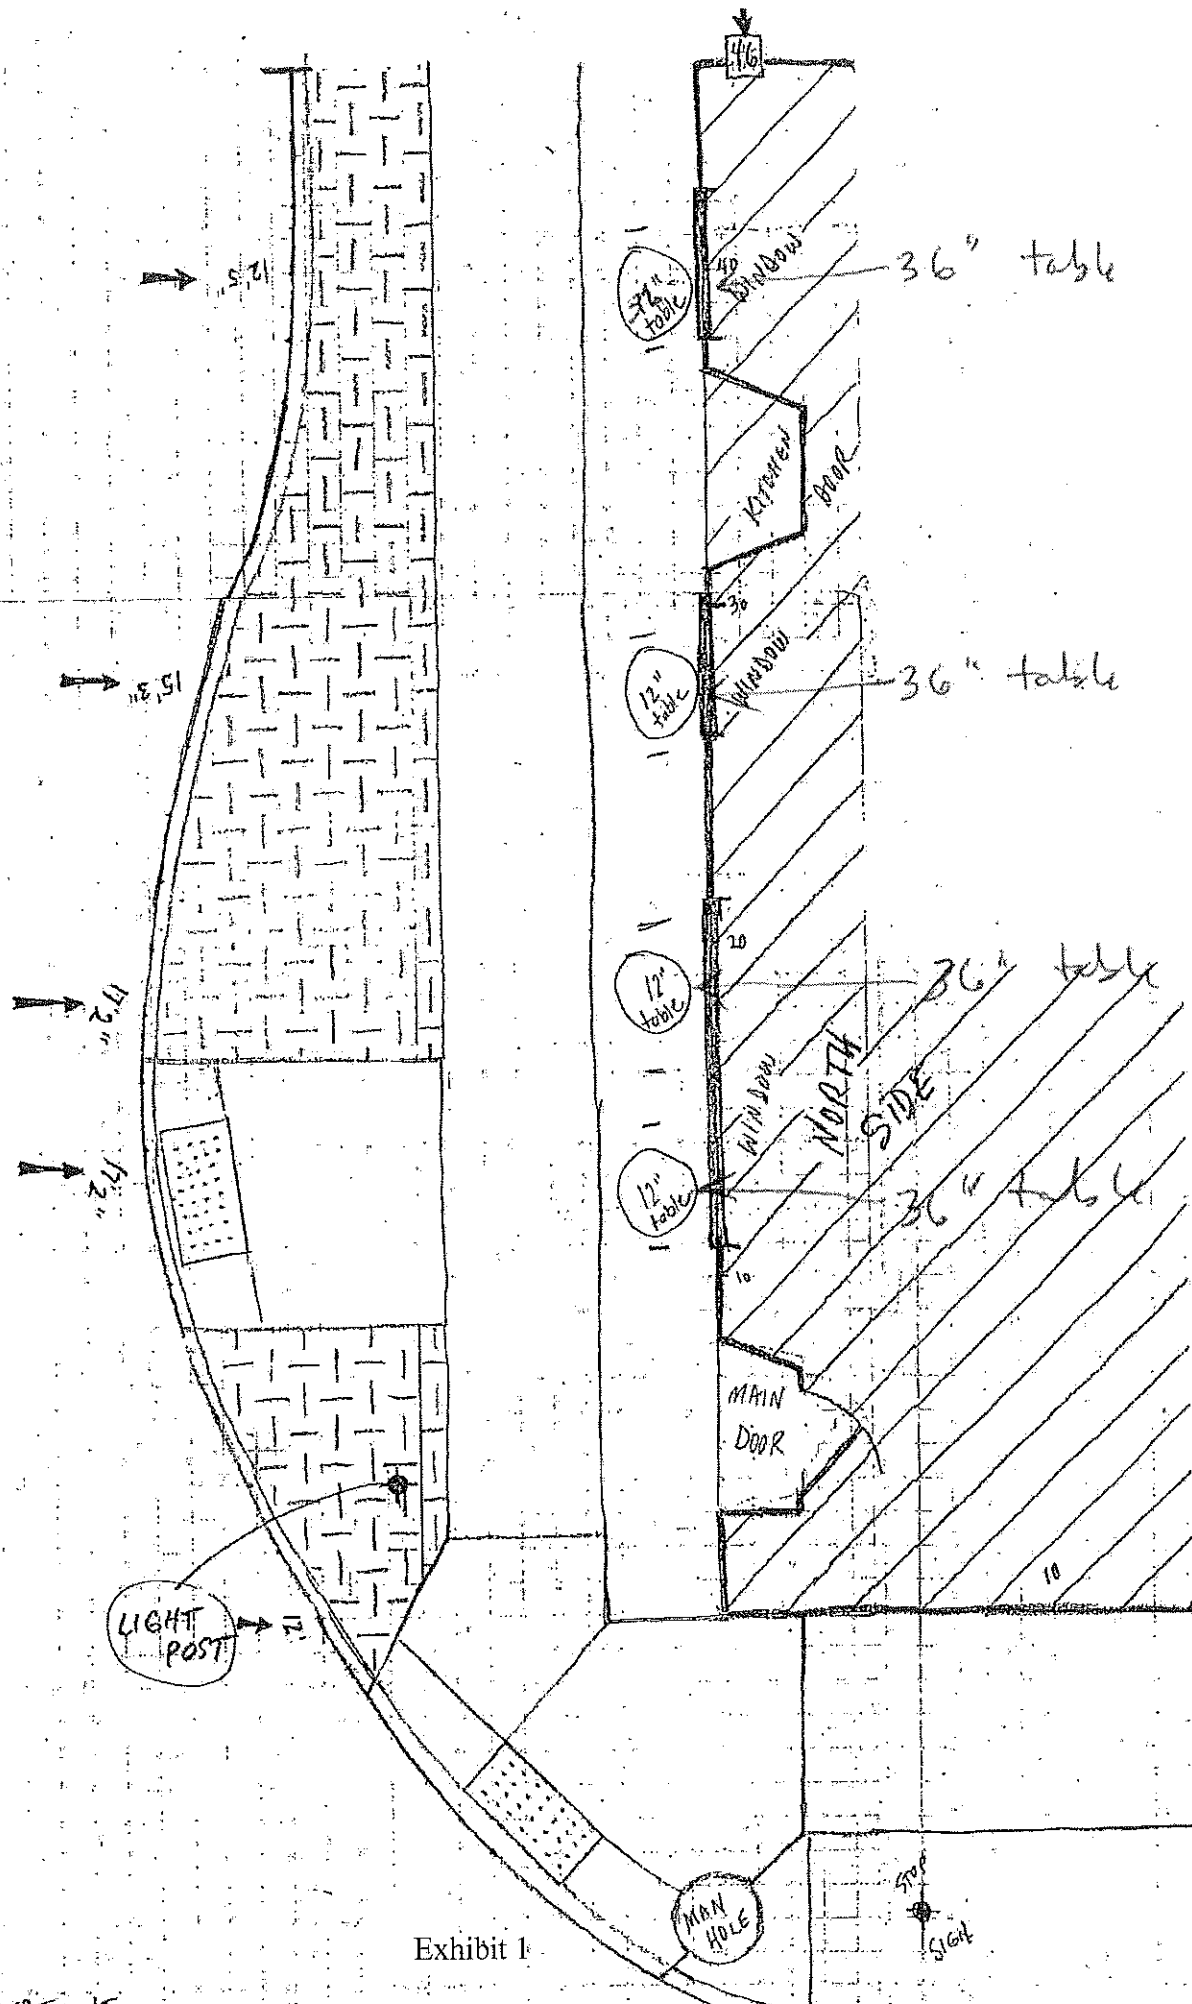 46
12'5"
40
WINDOW
36" table
table
KITCHEN
DOOR
30
WINDOW
15'3"
12"
table
36" table
20
17'2"
12"
table
36" table
NORTH
SIDE
WINDOW
17'2"
12"
table
36" table
10
MAIN
DOOR
10
LIGHT
POST
12'
STOP
SIGN
MAN
HOLE
Exhibit 1